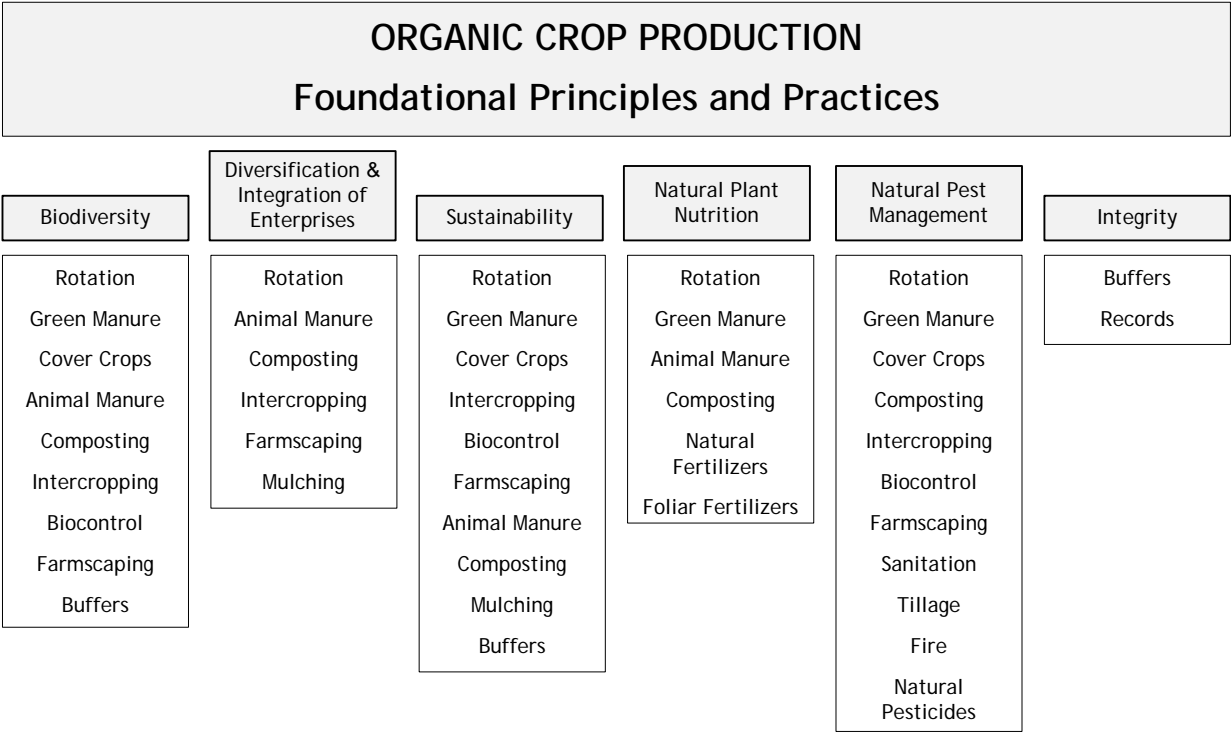 ORGANIC CROP PRODUCTION
Foundational Principles and Practices
Biodiversity
Rotation
Green Manure
Cover Crops
Animal Manure
Composting
Intercropping
Biocontrol
Farmscaping
Buffers
Diversification &
Integration of
Enterprises
Rotation
Animal Manure
Composting
Intercropping
Farmscaping
Mulching
Sustainability
Rotation
Green Manure
Cover Crops
Intercropping
Biocontrol
Farmscaping
Animal Manure
Composting
Mulching
Buffers
Natural Plant
Nutrition
Rotation
Green Manure
Animal Manure
Composting
Natural
Fertilizers
Foliar Fertilizers
Natural Pest
Management
Rotation
Green Manure
Cover Crops
Composting
Intercropping
Biocontrol
Farmscaping
Sanitation
Tillage
Fire
Natural
Pesticides
Integrity
Buffers
Records